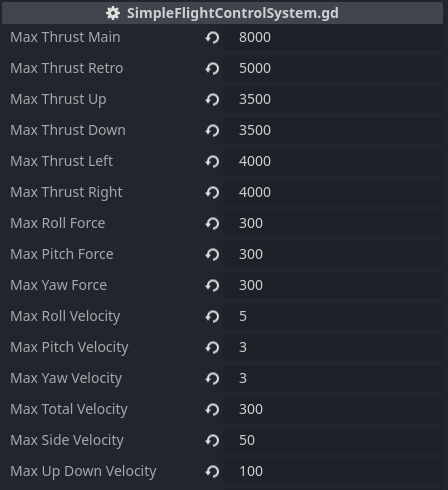 SimpleFlightControlSystem.gd
Max Thrust Main 8000
Max Thrust Retro 5000
Max Thrust Up 3500
Max Thrust Down 3500
Max Thrust Left 4000
Max Thrust Right 4000
Max Roll Force 300
Max Pitch Force 300
Max Yaw Force 300
Max Roll Velocity 5
Max Pitch Velocity 3
Max Yaw Velocity 3
Max Total Velocity 300
Max Side Velocity 50
Max Up Down Velocity 100